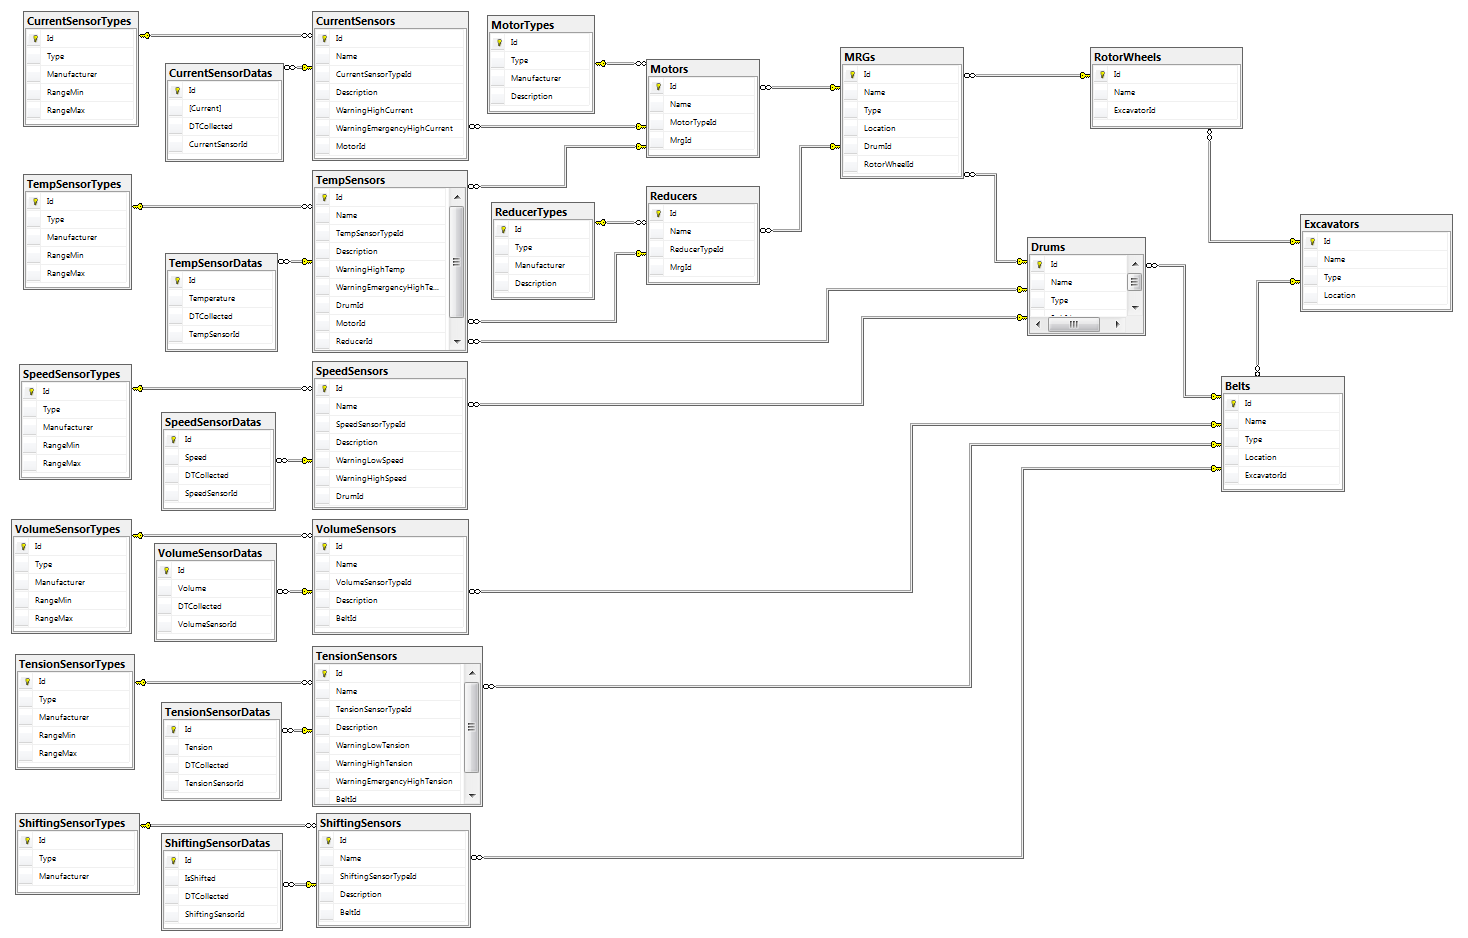 CurrentSensorTypes
Id
Type
Manufacturer
RangeMin
RangeMax
CurrentSensorDatas
Id
[Current]
DTCollected
CurrentSensorId
CurrentSensors
Id
Name
CurrentSensorTypeId
Description
WarningHighCurrent
WarningEmergencyHighCurrent
MotorId
MotorTypes
Id
Type
Manufacturer
Description
Motors
Id
Name
MotorTypeId
MrgId
MRGs
Id
Name
Type
Location
DrumId
RotorWheelId
RotorWheels
Id
Name
ExcavatorId
TempSensorTypes
Id
Type
Manufacturer
RangeMin
RangeMax
TempSensorDatas
Id
Temperature
DTCollected
TempSensorId
TempSensors
Id
Name
TempSensorTypeId
Description
WarningHighTemp
WarningEmergencyHighTe...
DrumId
MotorId
ReducerId
ReducerTypes
Id
Type
Manufacturer
Description
Reducers
Id
Name
ReducerTypeId
MrgId
Drums
Id
Name
Type
Excavators
Id
Name
Type
Location
SpeedSensorTypes
Id
Type
Manufacturer
RangeMin
RangeMax
SpeedSensorDatas
Id
Speed
DTCollected
SpeedSensorId
SpeedSensors
Id
Name
SpeedSensorTypeId
Description
WarningLowSpeed
WarningHighSpeed
DrumId
Belts
Id
Name
Type
Location
ExcavatorId
VolumeSensorTypes
Id
Type
Manufacturer
RangeMin
RangeMax
VolumeSensorDatas
Id
Volume
DTCollected
VolumeSensorId
VolumeSensors
Id
Name
VolumeSensorTypeId
Description
BeltId
TensionSensorTypes
Id
Type
Manufacturer
RangeMin
RangeMax
TensionSensorDatas
Id
Tension
DTCollected
TensionSensorId
TensionSensors
Id
Name
TensionSensorTypeId
Description
WarningLowTension
WarningHighTension
WarningEmergencyHighTension
BeltId
ShiftingSensorTypes
Id
Type
Manufacturer
ShiftingSensorDatas
Id
IsShifted
DTCollected
ShiftingSensorId
ShiftingSensors
Id
Name
ShiftingSensorTypeId
Description
BeltId